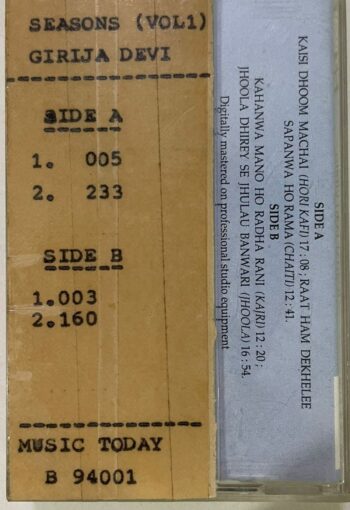 SEASONS (VOL1)
GIRIJA DEVI
SIDE A
1. 005
2. 233
SIDE B
1.003
2.160
MUSIC TODAY
B 94001
SIDE A
KAISI DHOOM MACHAI (HORI KAFI) 17 : 08 ; RAAT HAM DEKHELEE
SAPANWA HO RAMA (CHAITI) 12 : 41.
SIDE B
KAHANWA MANO HO RADHA RANI (KAJRI) 12 : 20 ;
JHOOLA DHIREY SE JHULAU BANWARI (JHOOLA) 16 : 54.
Digitally mastered on professional studio equipment